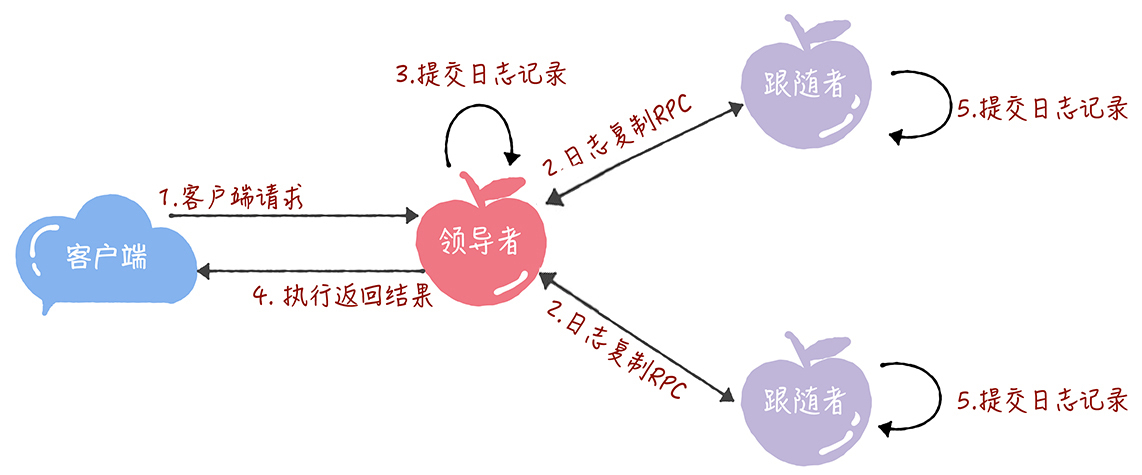 跟随者
3.提交日志记录
5.提交日志记录
2.日志复制RPC
1.客户端请求
客户端
领导者
4. 执行返回结果
2.日志复制RPC
跟随者
5.提交日志记录